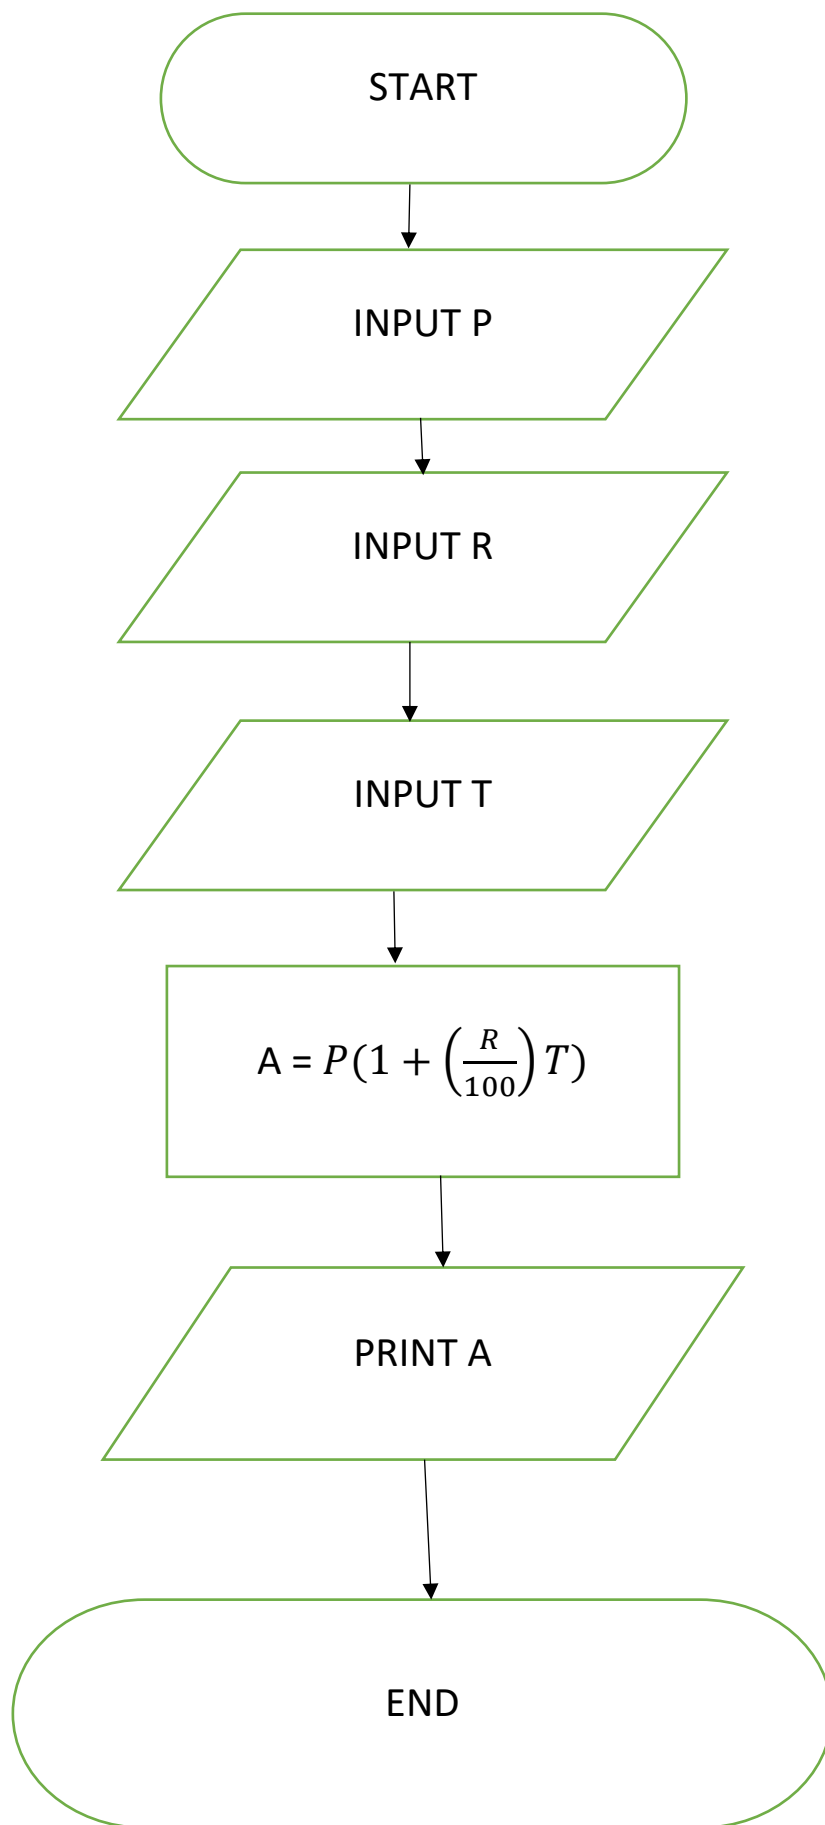 START
INPUT P
INPUT R
INPUT T
A = P(1 + (R/100) T)
PRINT A
END